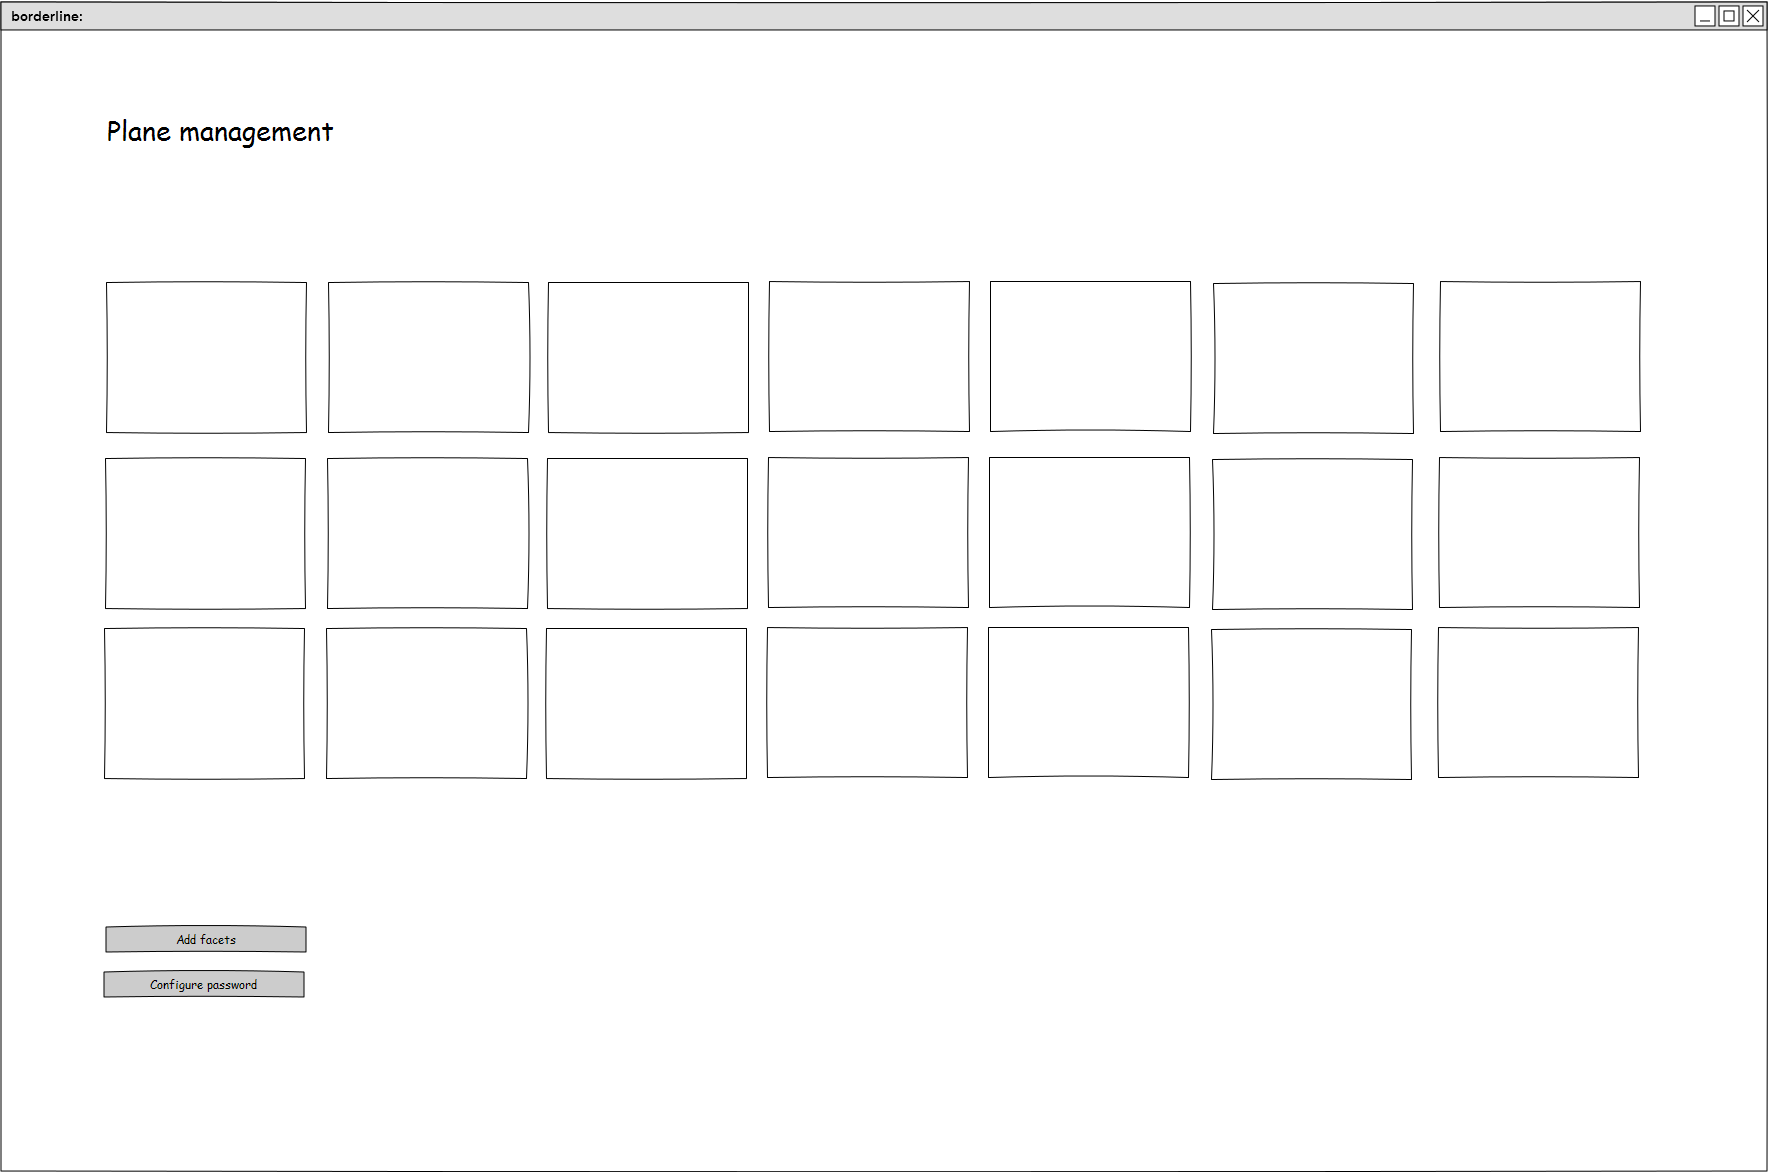 borderline:
Plane management
Add facets
Configure password